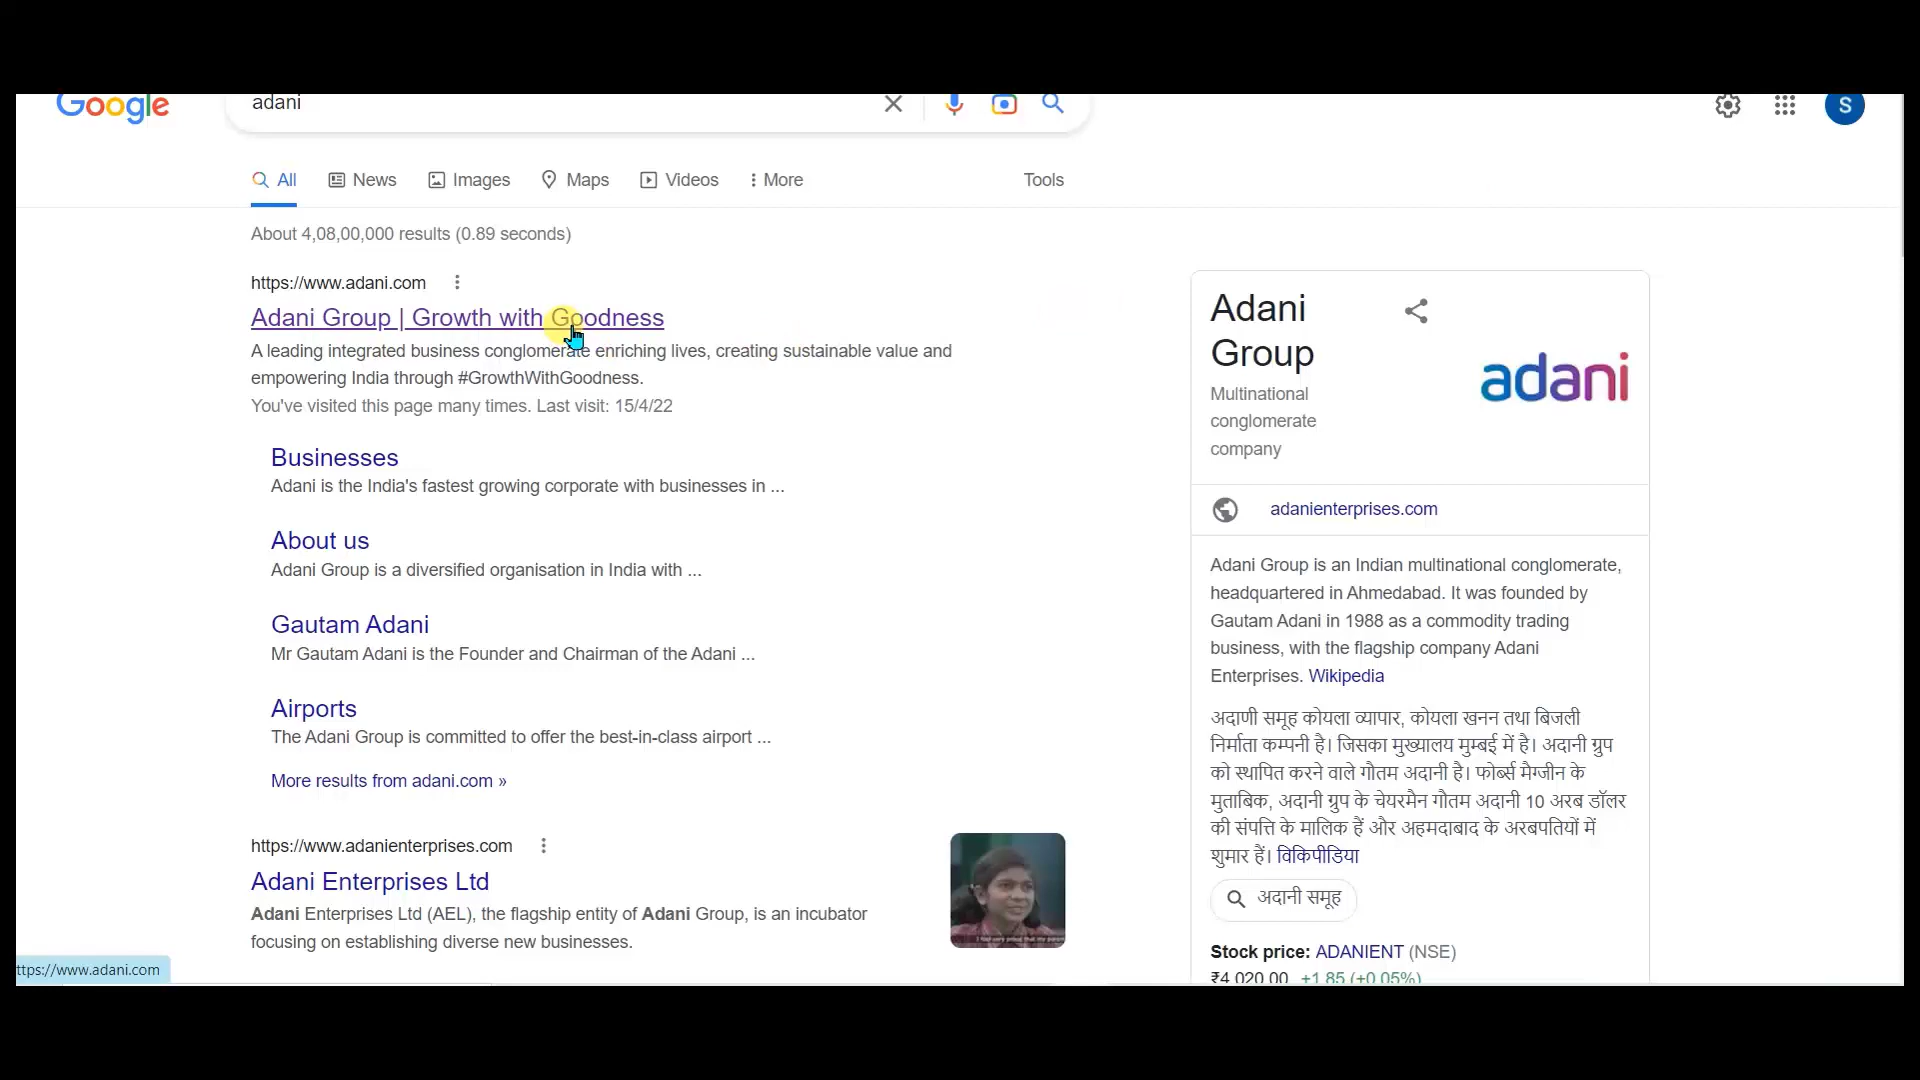 Google
adani
S
All
News
Images
Maps
Videos
More
Tools
About 4,08,00,000 results (0.89 seconds)
https://www.adani.com
Adani Group | Growth with Goodness
A leading integrated business conglomerate enriching lives, creating sustainable value and
empowering India through #GrowthWithGoodness.
You've visited this page many times. Last visit: 15/4/22
Businesses
Adani is the India's fastest growing corporate with businesses in ...
About us
Adani Group is a diversified organisation in India with ...
Gautam Adani
Mr Gautam Adani is the Founder and Chairman of the Adani ...
Airports
The Adani Group is committed to offer the best-in-class airport ...
More results from adani.com »
https://www.adanienterprises.com
Adani Enterprises Ltd
Adani Enterprises Ltd (AEL), the flagship entity of Adani Group, is an incubator
focusing on establishing diverse new businesses.
ttps://www.adani.com
Adani
Group
adani
Multinational
conglomerate
company
adanienterprises.com
Adani Group is an Indian multinational conglomerate,
headquartered in Ahmedabad. It was founded by
Gautam Adani in 1988 as a commodity trading
business, with the flagship company Adani
Enterprises. Wikipedia
अदाणी समूह कोयला व्यापार, कोयला खनन तथा बिजली
निर्माता कम्पनी है। जिसका मुख्यालय मुम्बई में है। अदानी ग्रुप
को स्थापित करने वाले गौतम अदानी है। फोर्ब्स मैग्जीन के
मुताबिक, अदानी ग्रुप के चेयरमैन गौतम अदानी 10 अरब डॉलर
की संपत्ति के मालिक हैं और अहमदाबाद के अरबपतियों में
शुमार हैं। विकिपीडिया
अदानी समूह
Stock price: ADANIENT (NSE)
₹4,020.00 +1.85 (+0.05%)